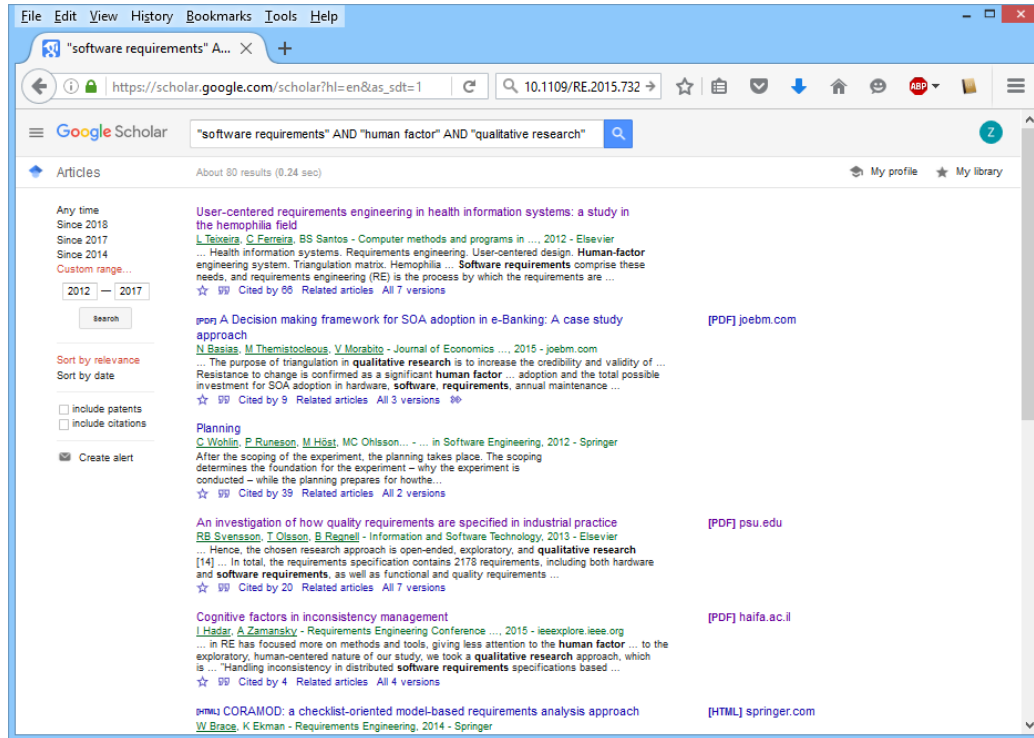 File Edit View History Bookmarks Tools Help
"software requirements" A...
https://scholar.google.com/scholar?hl=en&as_sdt=1
10.1109/RE.2015.732
ABP
Google Scholar
"software requirements" AND "human factor" AND "qualitative research"
Z
Articles
About 80 results (0.24 sec)
My profile
My library
Any time
Since 2018
Since 2017
Since 2014
Custom range...
2012 — 2017
Search
Sort by relevance
Sort by date
include patents
include citations
Create alert
User-centered requirements engineering in health information systems: a study in
the hemophilia field
L Teixeira, C Ferreira, BS Santos - Computer methods and programs in ..., 2012 - Elsevier
... Health information systems. Requirements engineering. User-centered design. Human-factor
engineering system. Triangulation matrix. Hemophilia ... Software requirements comprise these
needs, and requirements engineering (RE) is the process by which the requirements are ...
Cited by 66 Related articles All 7 versions
[PDF] A Decision making framework for SOA adoption in e-Banking: A case study
approach
N Basias, M Themistocleous, V Morabito - Journal of Economics ..., 2015 - joebm.com
... The purpose of triangulation in qualitative research is to increase the credibility and validity of ...
Resistance to change is confirmed as a significant human factor ... adoption and the total possible
investment for SOA adoption in hardware, software, requirements, annual maintenance ...
Cited by 9 Related articles All 3 versions
[PDF] joebm.com
Planning
C Wohlin, P Runeson, M Höst, MC Ohlsson... - ... in Software Engineering, 2012 - Springer
After the scoping of the experiment, the planning takes place. The scoping
determines the foundation for the experiment – why the experiment is
conducted – while the planning prepares for howthe...
Cited by 39 Related articles All 2 versions
An investigation of how quality requirements are specified in industrial practice
RB Svensson, T Olsson, B Regnell - Information and Software Technology, 2013 - Elsevier
... Hence, the chosen research approach is open-ended, exploratory, and qualitative research
[14] ... In total, the requirements specification contains 2178 requirements, including both hardware
and software requirements, as well as functional and quality requirements ...
Cited by 20 Related articles All 7 versions
[PDF] psu.edu
Cognitive factors in inconsistency management
I Hadar, A Zamansky - Requirements Engineering Conference ..., 2015 - ieeexplore.ieee.org
... in RE has focused more on methods and tools, giving less attention to the human factor ... to the
exploratory, human-centered nature of our study, we took a qualitative research approach, which
is ... "Handling inconsistency in distributed software requirements specifications based ...
Cited by 4 Related articles All 4 versions
[PDF] haifa.ac.il
[HTML] CORAMOD: a checklist-oriented model-based requirements analysis approach
W Brace, K Ekman - Requirements Engineering, 2014 - Springer
[HTML] springer.com